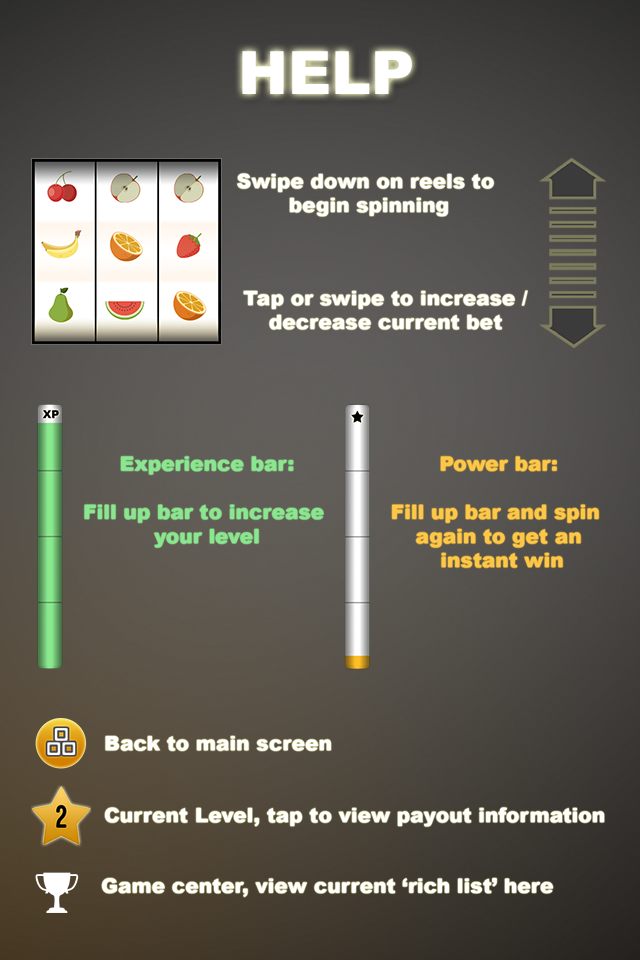 HELP
Swipe down on reels to
begin spinning
Tap or swipe to increase /
decrease current bet
XP
Experience bar:
Fill up bar to increase
your level
Power bar:
Fill up bar and spin
again to get an
instant win
Back to main screen
2
Current Level, tap to view payout information
Game center, view current ‘rich list’ here